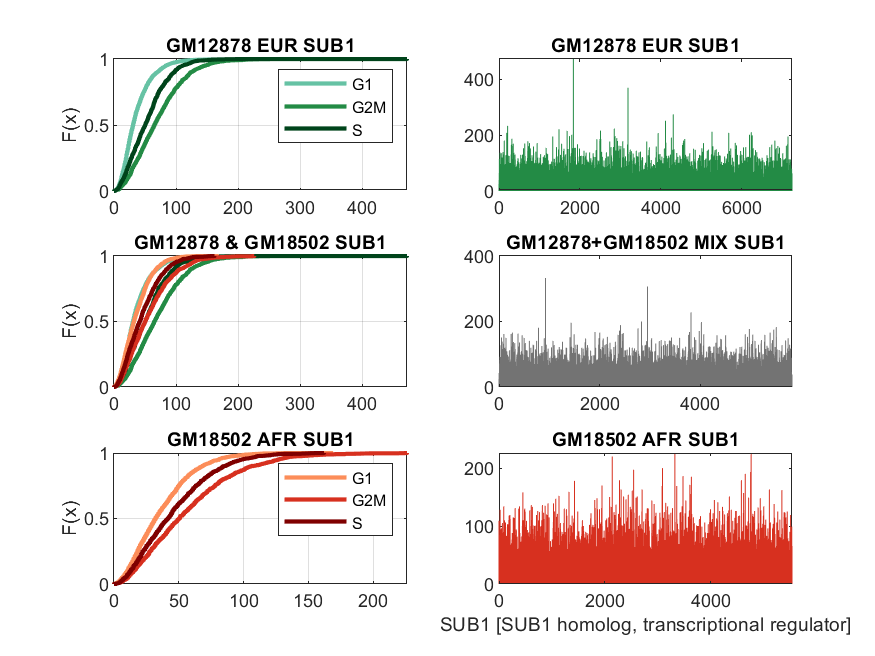 GM12878 EUR SUB1
F(x)
1
0.5
0
0 100 200 300 400
G1
G2M
S
GM12878 EUR SUB1
400
200
0
0 2000 4000 6000
GM12878 & GM18502 SUB1
F(x)
1
0.5
0
0 100 200 300 400
GM12878+GM18502 MIX SUB1
400
300
200
100
0
0 2000 4000
GM18502 AFR SUB1
F(x)
1
0.5
0
0 50 100 150 200
G1
G2M
S
GM18502 AFR SUB1
200
100
0
0 2000 4000
SUB1 [SUB1 homolog, transcriptional regulator]